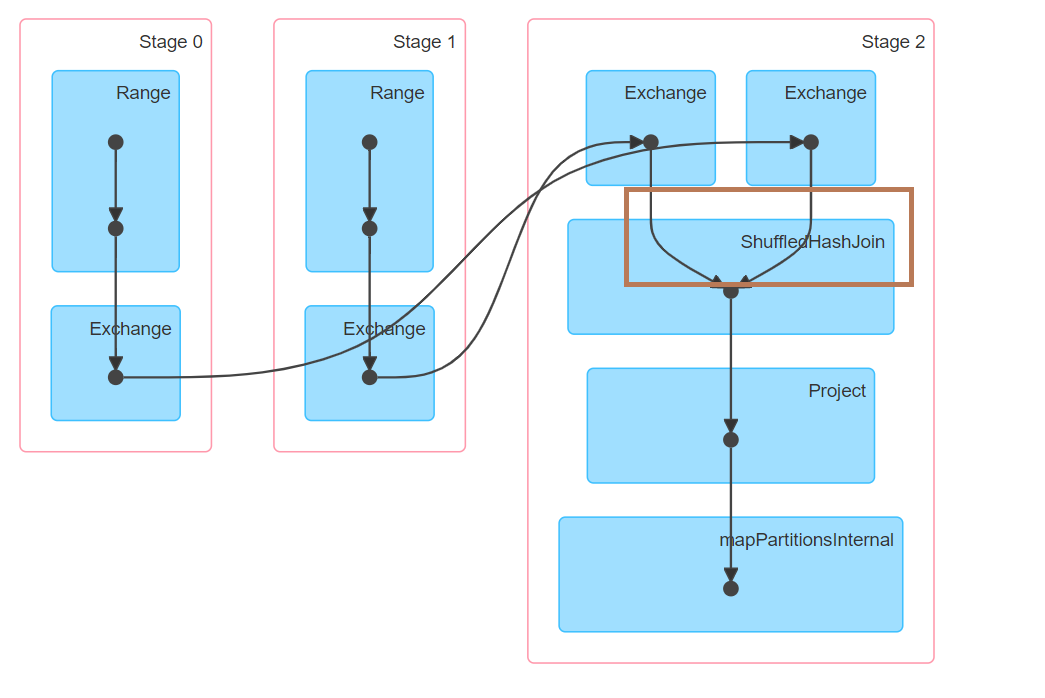 Stage 0
Range
Exchange
Stage 1
Range
Exchange
Stage 2
Exchange
Exchange
ShuffledHashJoin
Project
mapPartitionsInternal